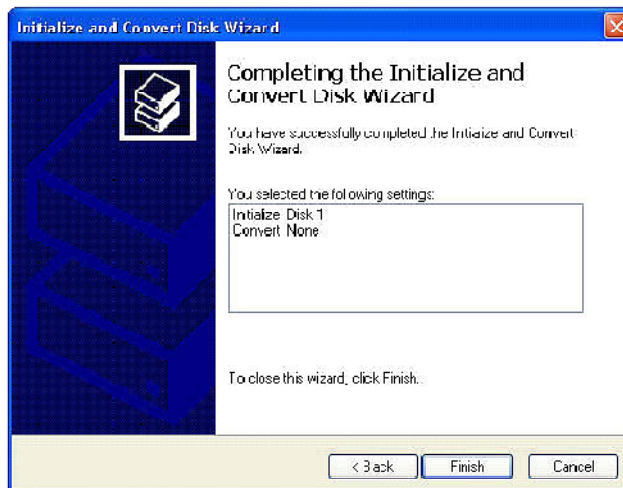 Initialize and Convert Disk Wizard
Completing the Initialize and
Convert Disk Wizard
You have successfully completed the Initialize and Convert
Disk Wizard.
You selected the following settings:
Initialize Disk 1
Convert None
To close this wizard, click Finish.
< Back
Finish
Cancel